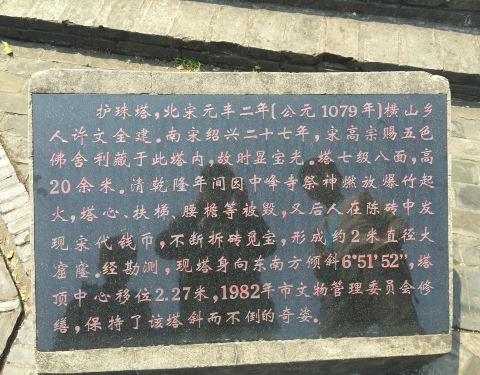 护珠塔,北宋元丰二年(公元1079年)横山乡
人许文全建.南宋绍兴二十七年,宋高宗赐五色
佛舍利藏于此塔内,故时显宝光.塔七级八面,高
20余米.清乾隆年间因中峰寺祭神燃放爆竹起
火,塔心、扶梯、腰檐等被毁,又后人在陈砖中发
现宋代钱币,不断拆砖觅宝,形成约2米直径大
窟窿.经勘测,现塔身向东南方倾斜6°51′52″,塔
顶中心移位2.27米,1982年市文物管理委员会修
缮,保持了该塔斜而不倒的奇姿.